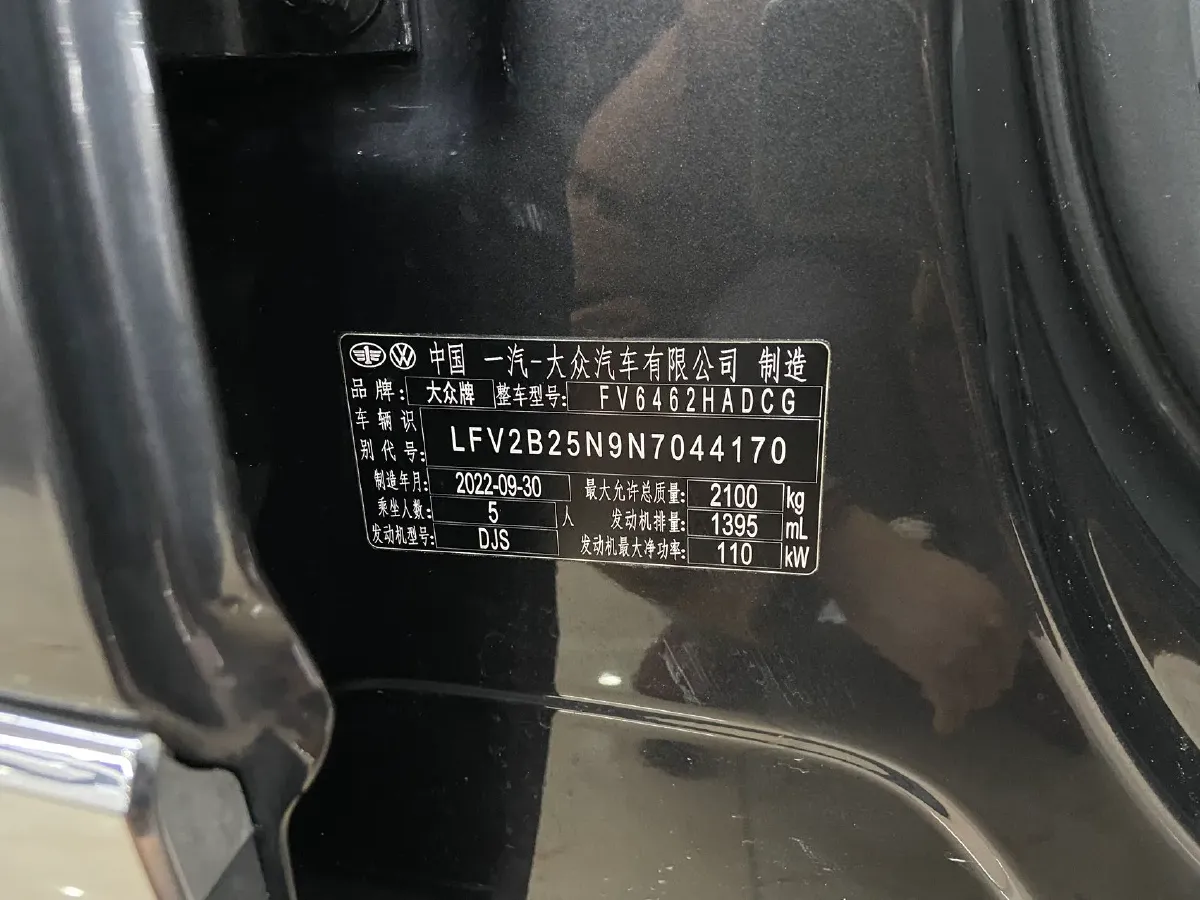 中国 一汽-大众汽车有限公司 制造
品牌: 大众牌 整车型号: FV6462HADCG
车辆识
别代号: LFV2B25N9N7044170
制造年月: 2022-09-30 最大允许总质量: 2100 kg
乘坐人数: 5 人 发动机排量: 1395 mL
发动机型号: DJS 发动机最大净功率: 110 kW